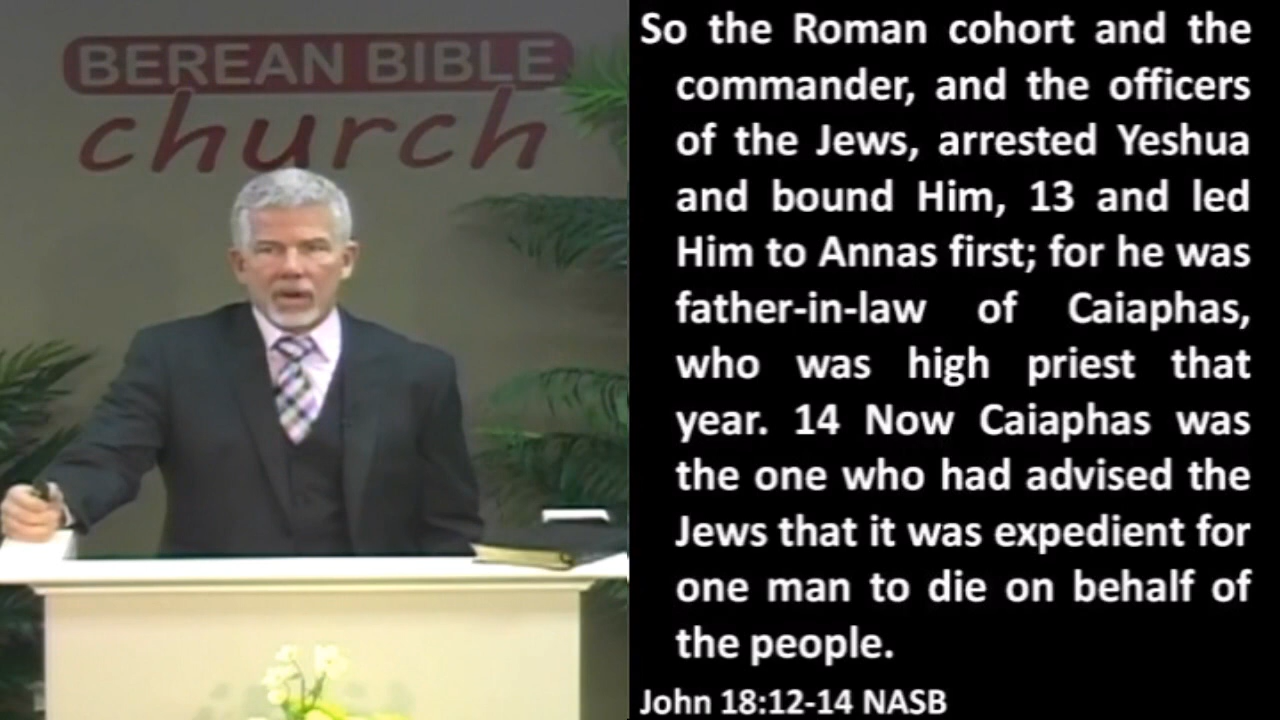 BEREAN BIBLE
church
So the Roman cohort and the
commander, and the officers
of the Jews, arrested Yeshua
and bound Him, 13 and led
Him to Annas first; for he was
father-in-law of Caiaphas,
who was high priest that
year. 14 Now Caiaphas was
the one who had advised the
Jews that it was expedient for
one man to die on behalf of
the people.
John 18:12-14 NASB